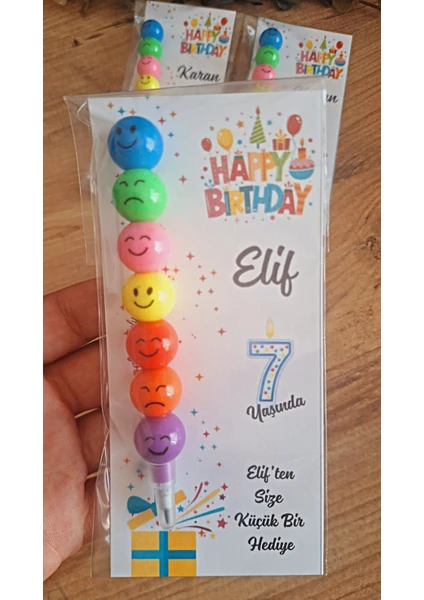 HAPPY
BIRTHDAY
Karan
HAPPY
BIRTHDAY
HAPPY
BIRTHDAY
Elif
7
Yaşında
Elif'ten
Size
Küçük Bir
Hediye